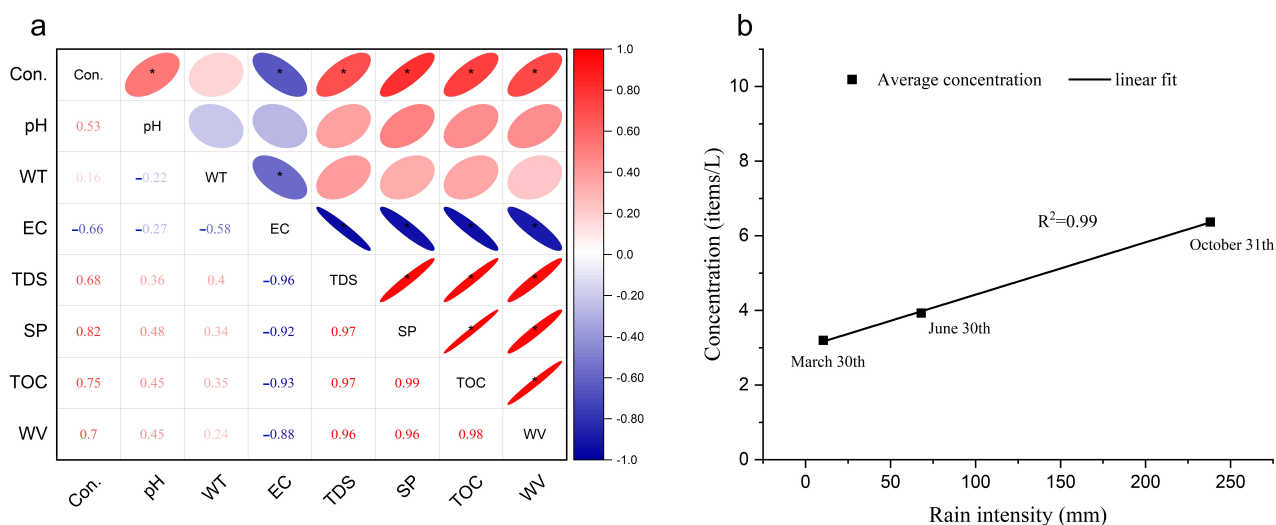 a
Con. Con. * * * * * * 1.0
0.80
pH 0.53 pH 0.60
WT 0.16 −0.22 WT * 0.40
0.20
EC −0.66 −0.27 −0.58 EC * * * * 0.0
TDS 0.68 0.36 0.4 −0.96 TDS * * * -0.20
SP 0.82 0.48 0.34 −0.92 0.97 SP * * -0.40
TOC 0.75 0.45 0.35 −0.93 0.97 0.99 TOC * -0.60
-0.80
WV 0.7 0.45 0.24 −0.88 0.96 0.96 0.98 WV
-1.0
Con. pH WT EC TDS SP TOC WV
b
Average concentration linear fit
Concentration (items/L)
10
8
6
4
2
0
R²=0.99
October 31th
June 30th
March 30th
0 50 100 150 200 250
Rain intensity (mm)